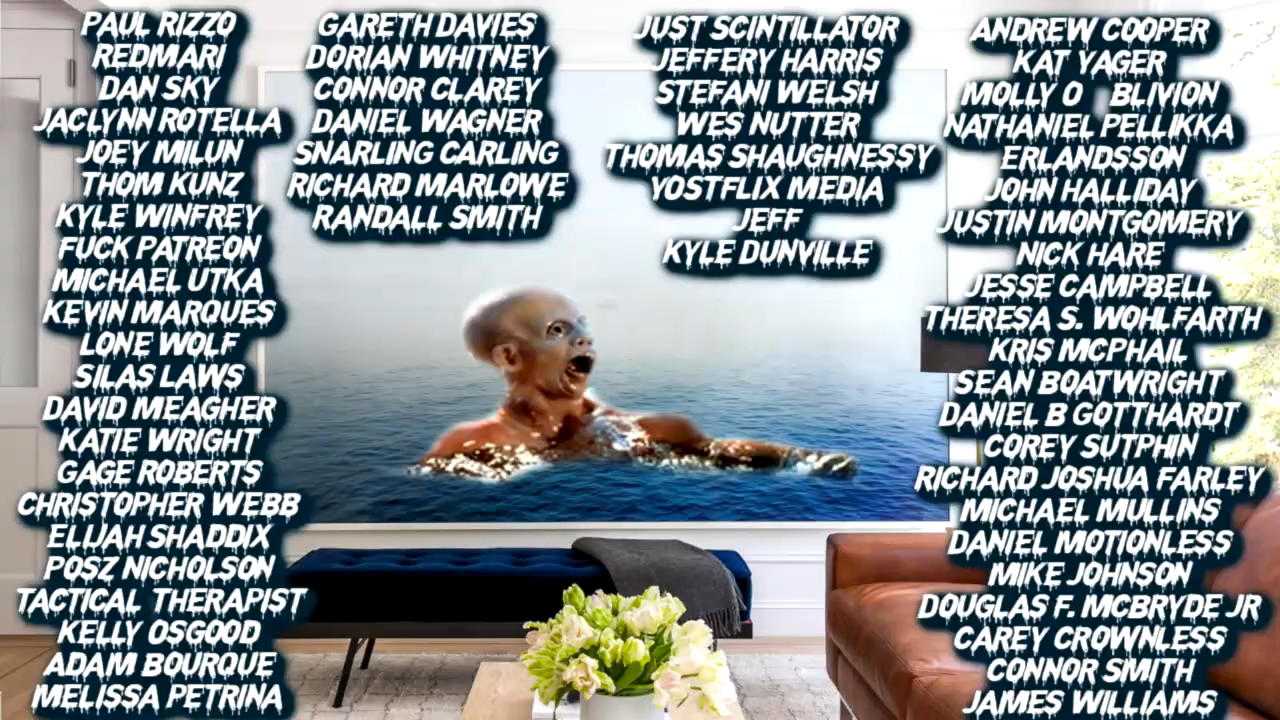 PAUL RIZZO
REDMARI
DAN SKY
JACLYNN ROTELLA
JOEY MILUN
THOM KUNZ
KYLE WINFREY
FUCK PATREON
MICHAEL UTKA
KEVIN MARQUES
LONE WOLF
SILAS LAWS
DAVID MEAGHER
KATIE WRIGHT
GAGE ROBERTS
CHRISTOPHER WEBB
ELIJAH SHADDIX
POSZ NICHOLSON
TACTICAL THERAPIST
KELLY OSGOOD
ADAM BOURQUE
MELISSA PETRINA
GARETH DAVIES
DORIAN WHITNEY
CONNOR CLAREY
DANIEL WAGNER
SNARLING CARLING
RICHARD MARLOWE
RANDALL SMITH
JUST SCINTILLATOR
JEFFERY HARRIS
STEFANI WELSH
WES NUTTER
THOMAS SHAUGHNESSY
YOSTFLIX MEDIA
JEFF
KYLE DUNVILLE
ANDREW COOPER
KAT YAGER
MOLLY O BLIVION
NATHANIEL PELLIKKA
ERLANDSSON
JOHN HALLIDAY
JUSTIN MONTGOMERY
NICK HARE
JESSE CAMPBELL
THERESA S. WOHLFARTH
KRIS MCPHAIL
SEAN BOATWRIGHT
DANIEL B GOTTHARDT
COREY SUTPHIN
RICHARD JOSHUA FARLEY
MICHAEL MULLINS
DANIEL MOTIONLESS
MIKE JOHNSON
DOUGLAS F. MCBRYDE JR
CAREY CROWNLESS
CONNOR SMITH
JAMES WILLIAMS